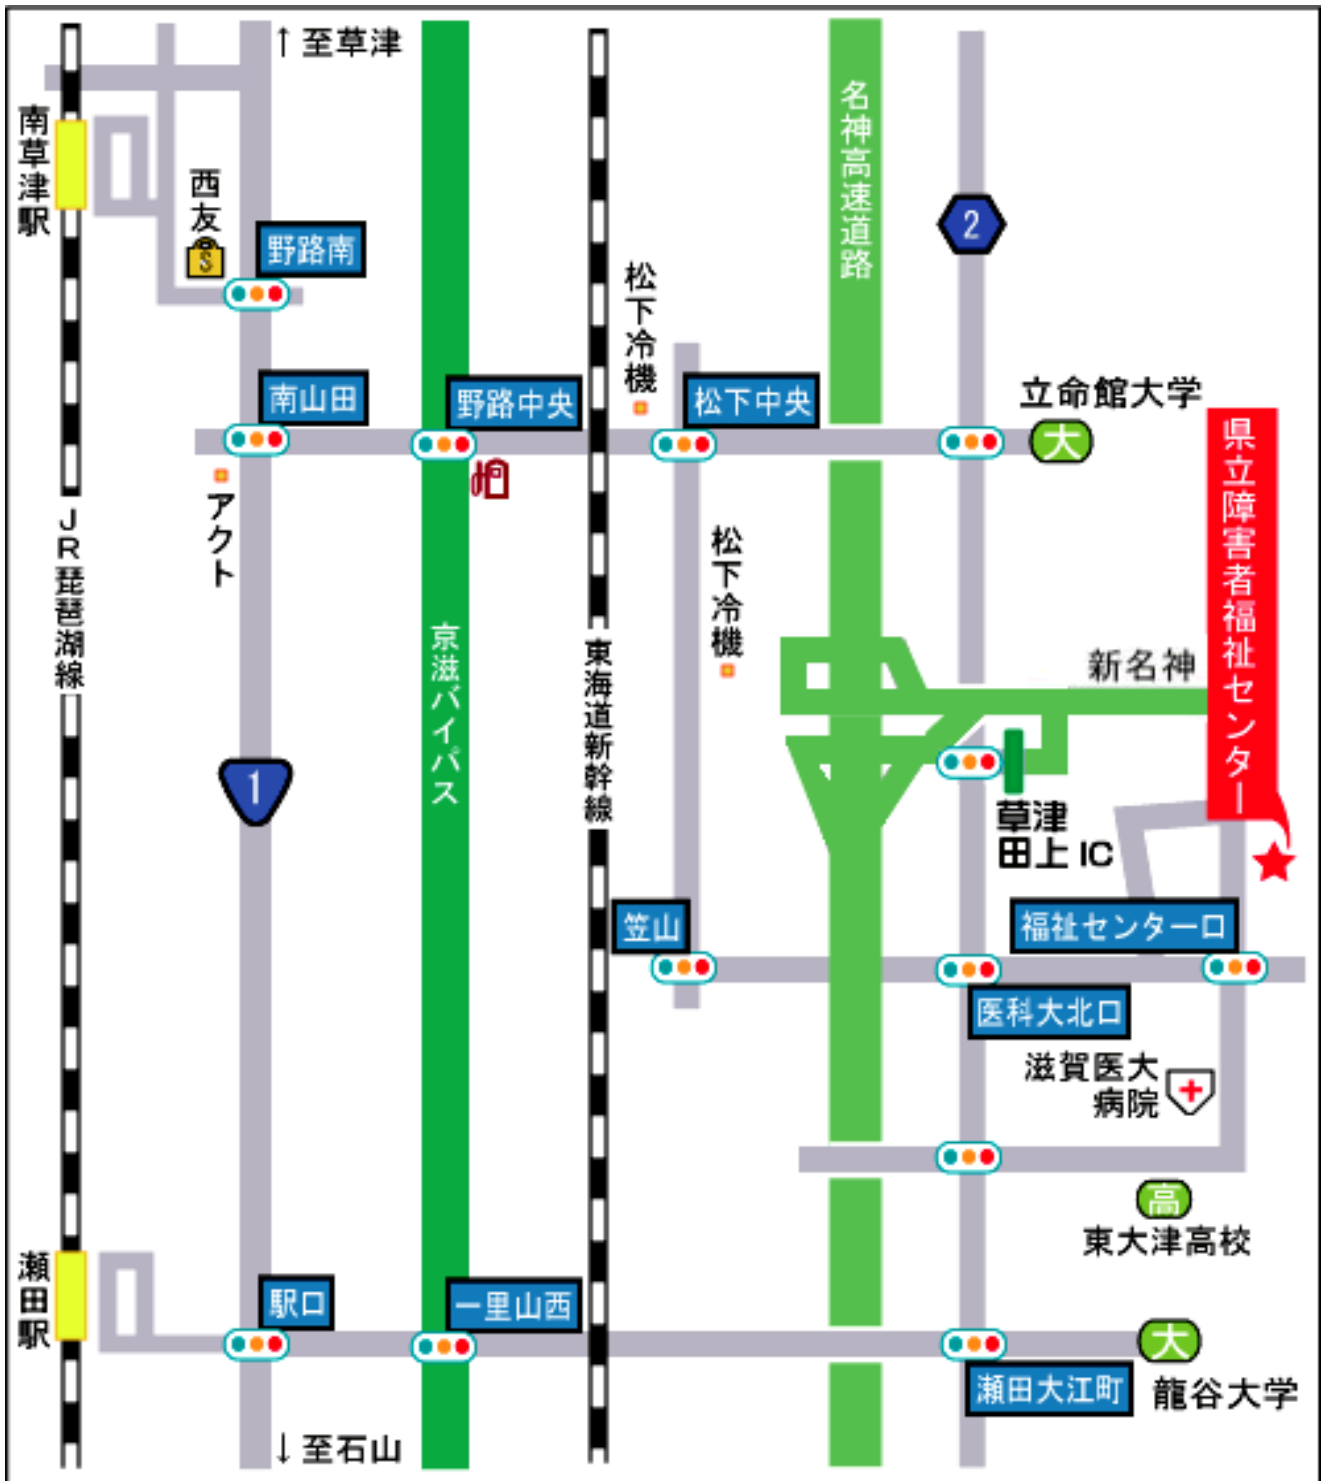 ↑至草津
南草津駅
西友
S
野路南
名神高速道路
2
松下冷機
南山田
野路中央
松下中央
立命館大学
大
県立障害者福祉センター
アクト
JR琵琶湖線
松下冷機
京滋バイパス
東海道新幹線
新名神
1
草津
田上IC
笠山
福祉センター口
医科大北口
滋賀医大
病院
高
東大津高校
瀬田駅
駅口
一里山西
大
瀬田大江町
龍谷大学
↓至石山